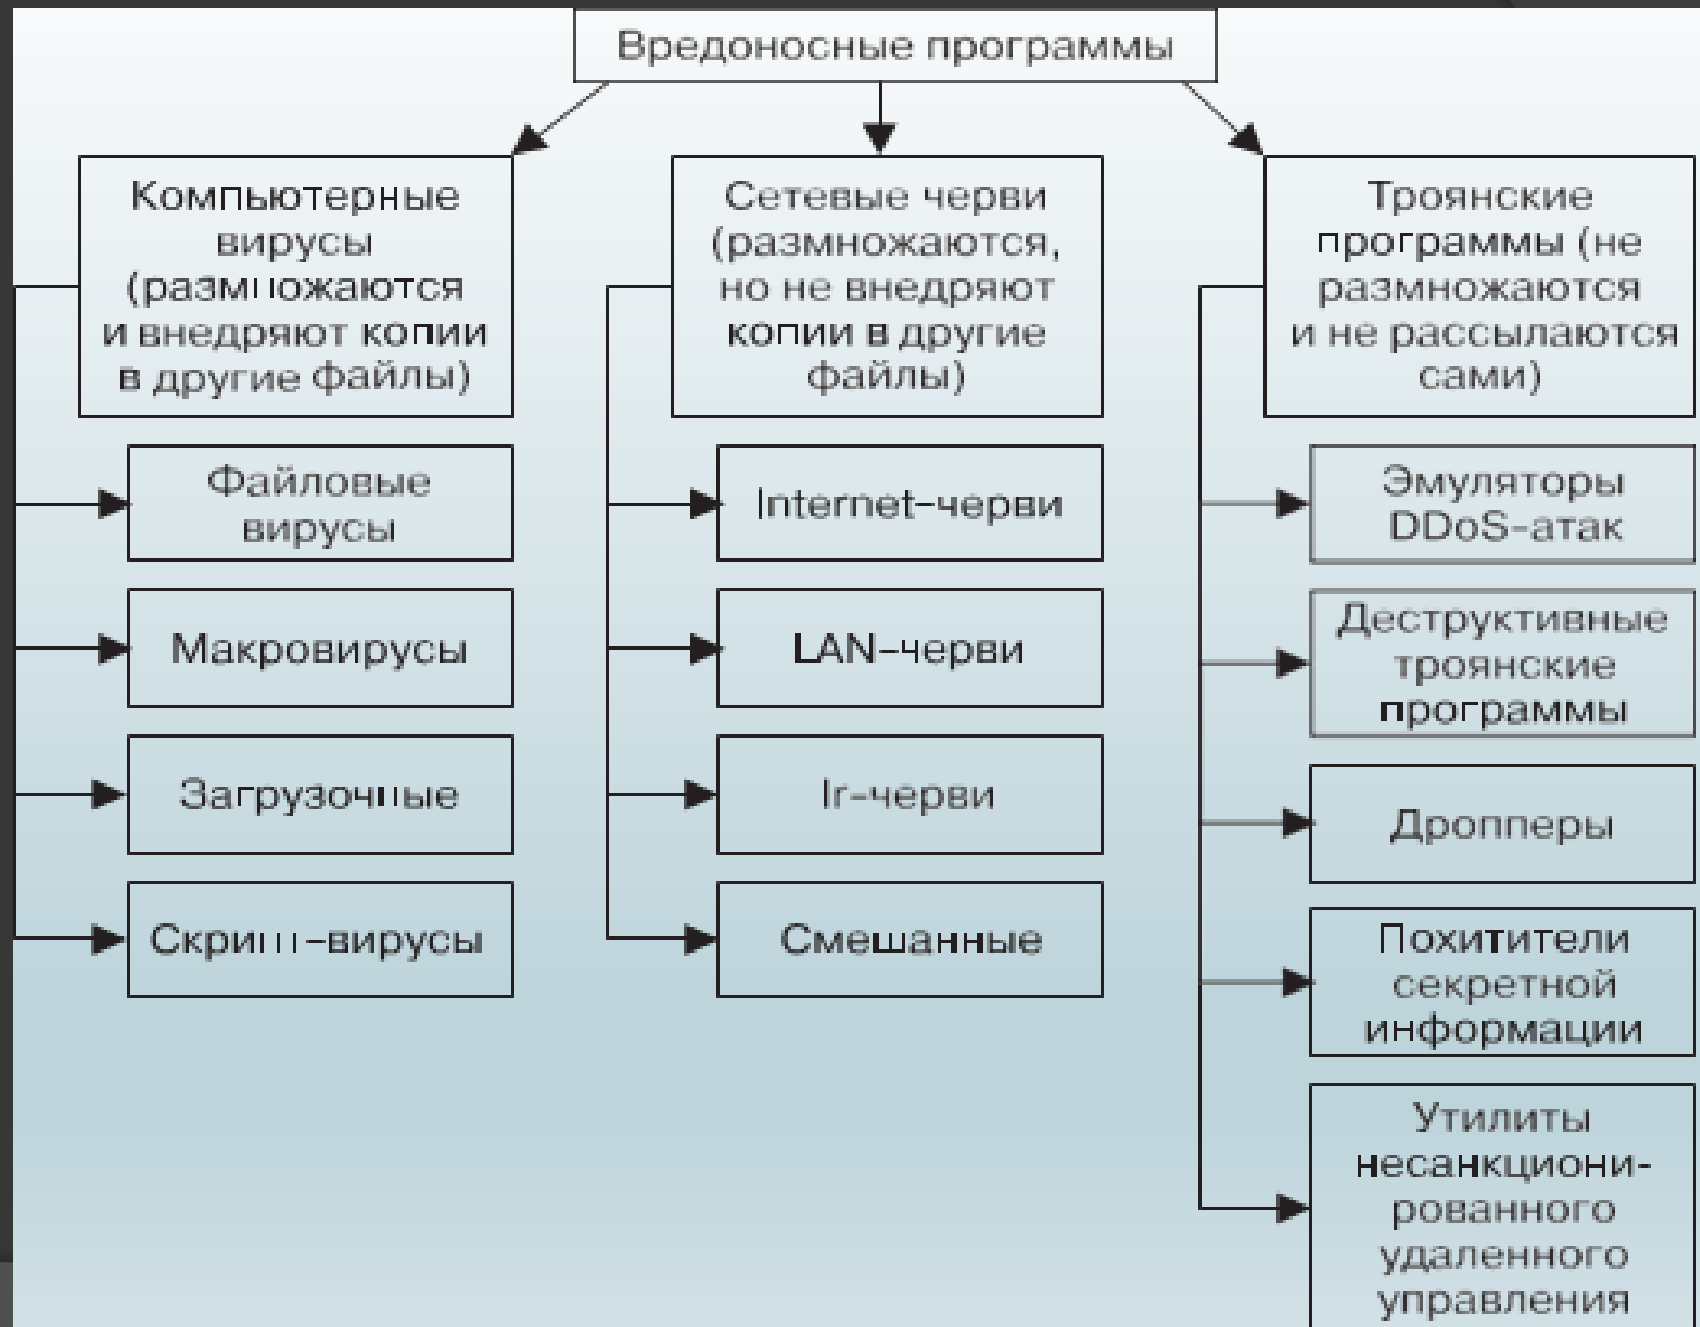 Вредоносные программы
Компьютерные
вирусы
(размножаются
и внедряют копии
в другие файлы)
Файловые
вирусы
Макровирусы
Загрузочные
Скрипт-вирусы
Сетевые черви
(размножаются,
но не внедряют
копии в другие
файлы)
Internet-черви
LAN-черви
Ir-черви
Смешанные
Троянские
программы (не
размножаются
и не рассылаются
сами)
Эмуляторы
DDoS-атак
Деструктивные
троянские
программы
Дропперы
Похитители
секретной
информации
Утилиты
несанкциони-
рованного
удаленного
управления